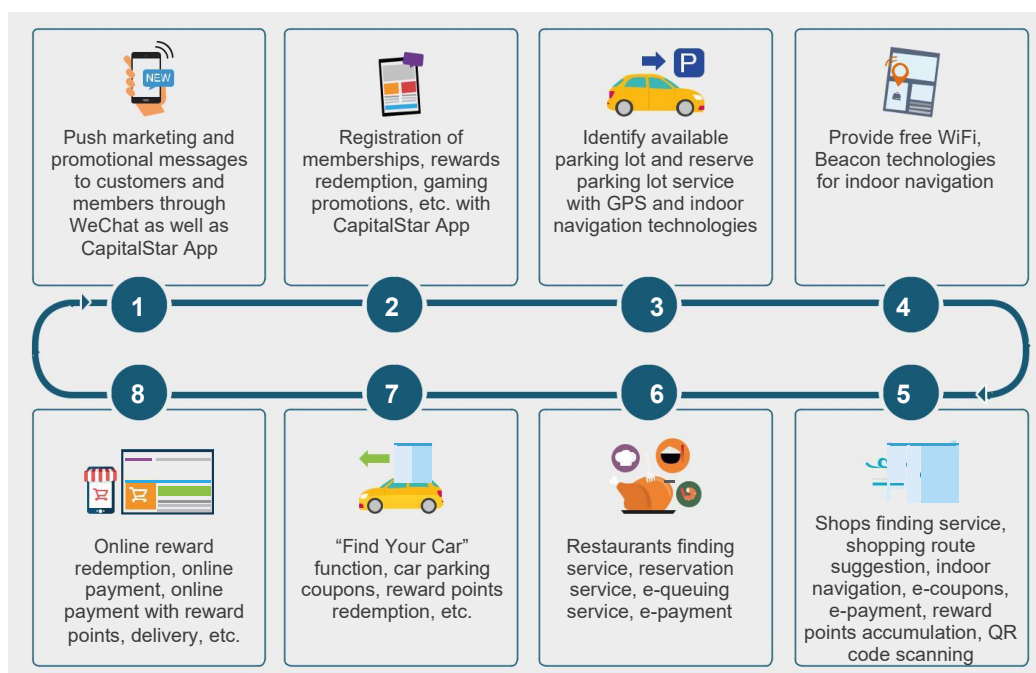 NEW
Push marketing and
promotional messages
to customers and
members through
WeChat as well as
CapitalStar App
Registration of
memberships, rewards
redemption, gaming
promotions, etc. with
CapitalStar App
P
Identify available
parking lot and reserve
parking lot service
with GPS and indoor
navigation technologies
Provide free WiFi,
Beacon technologies
for indoor navigation
1
2
3
4
8
7
6
5
Online reward
redemption, online
payment, online
payment with reward
points, delivery, etc.
“Find Your Car”
function, car parking
coupons, reward points
redemption, etc.
Restaurants finding
service, reservation
service, e-queuing
service, e-payment
Shops finding service,
shopping route
suggestion, indoor
navigation, e-coupons,
e-payment, reward
points accumulation, QR
code scanning